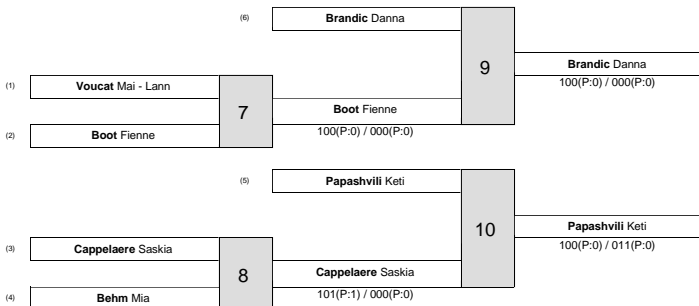 (6) Brandic Danna
9
Brandic Danna
100(P:0) / 000(P:0)
(1) Voucat Mai - Lann
7
Boot Fienne
100(P:0) / 000(P:0)
(2) Boot Fienne
(5) Papashvili Keti
10
Papashvili Keti
100(P:0) / 011(P:0)
(3) Cappelaere Saskia
8
Cappelaere Saskia
101(P:1) / 000(P:0)
(4) Behm Mia